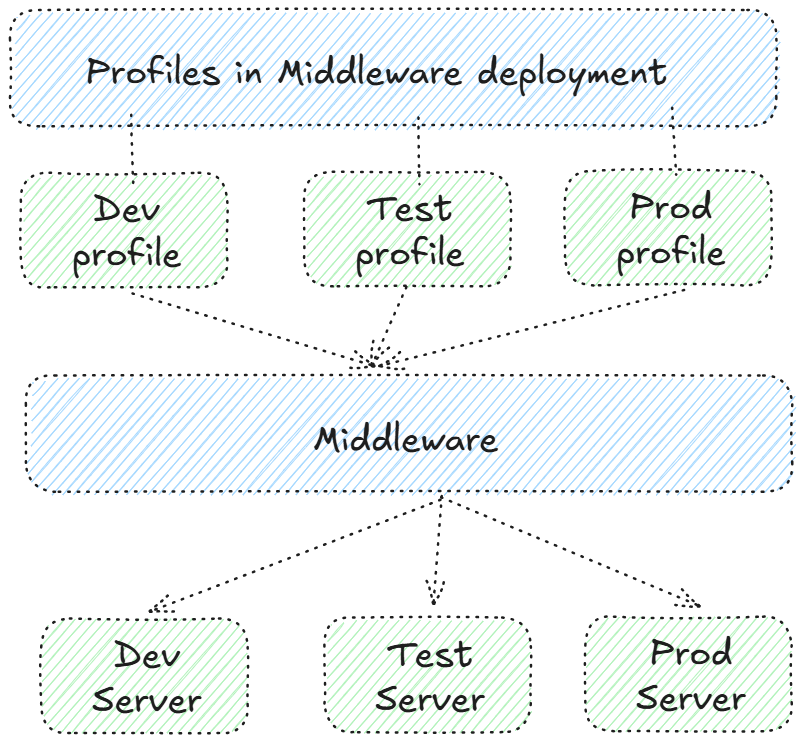 Profiles in Middleware deployment
Dev
profile
Test
profile
Prod
profile
Middleware
Dev
Server
Test
Server
Prod
Server